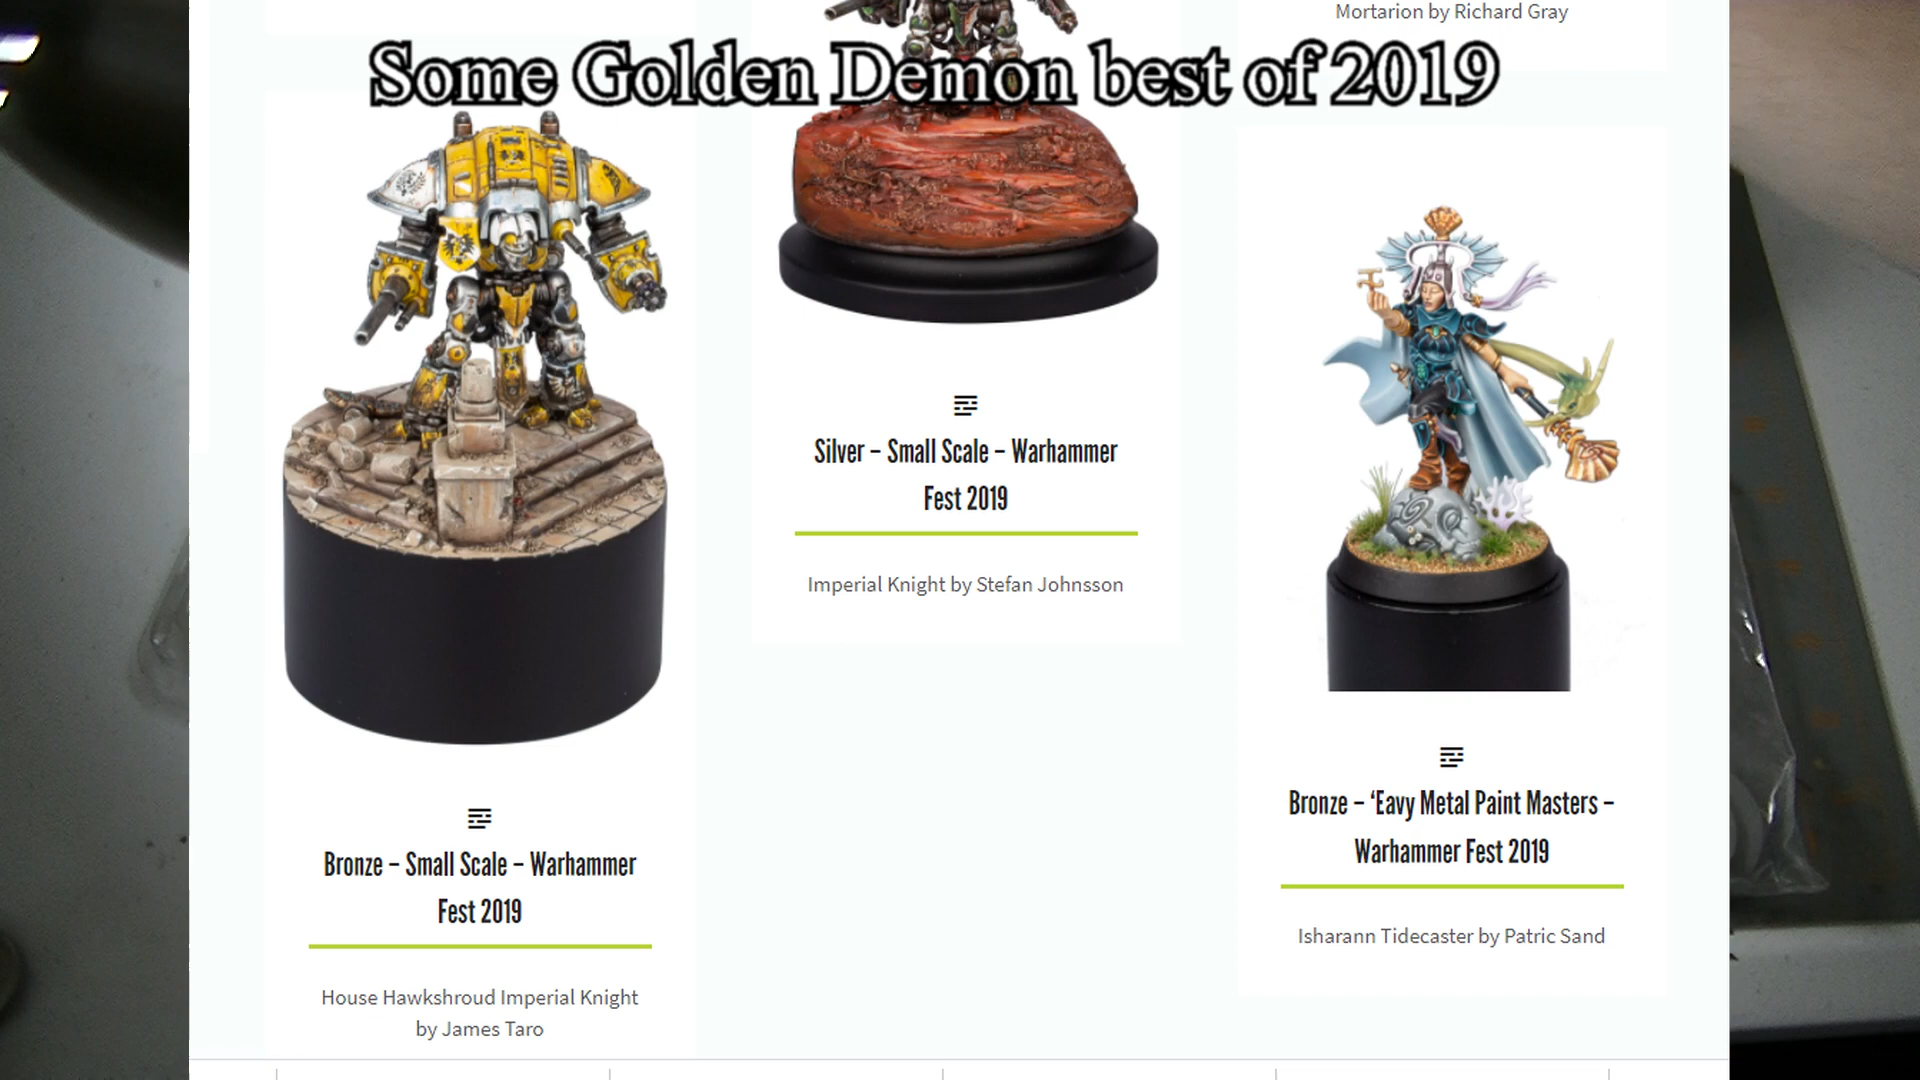 Mortarion by Richard Gray
Some Golden Demon best of 2019
Silver – Small Scale – Warhammer
Fest 2019
Imperial Knight by Stefan Johnsson
Bronze – ‘Eavy Metal Paint Masters –
Warhammer Fest 2019
Isharann Tidecaster by Patric Sand
Bronze – Small Scale – Warhammer
Fest 2019
House Hawkshroud Imperial Knight
by James Taro